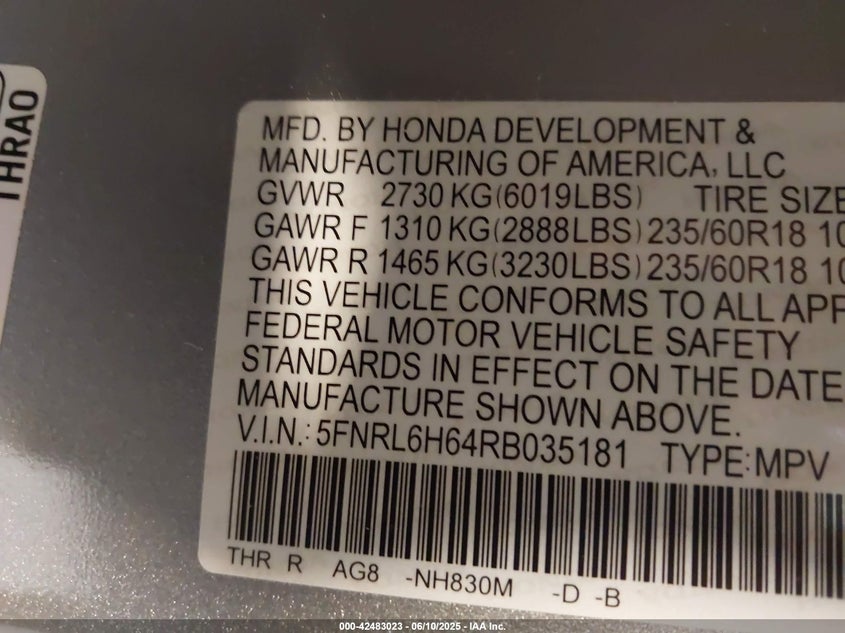 THRAO
MFD. BY HONDA DEVELOPMENT &
MANUFACTURING OF AMERICA, LLC
GVWR 2730 KG(6019LBS) TIRE SIZE
GAWR F 1310 KG(2888LBS) 235/60R18 10
GAWR R 1465 KG(3230LBS) 235/60R18 10
THIS VEHICLE CONFORMS TO ALL APP
FEDERAL MOTOR VEHICLE SAFETY
STANDARDS IN EFFECT ON THE DATE
MANUFACTURE SHOWN ABOVE.
V.I.N.: 5FNRL6H64RB035181 TYPE:MPV
THR R AG8 -NH830M -D -B
000-42483023 - 06/10/2025 - IAA Inc.